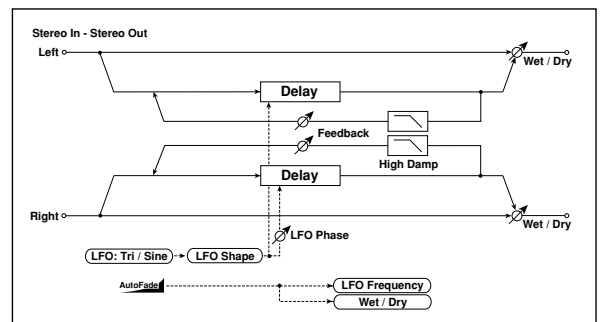 Stereo In - Stereo Out
Left
Wet / Dry
Delay
Feedback
High Damp
Delay
Right
Wet / Dry
LFO Phase
LFO: Tri / Sine
LFO Shape
AutoFade
LFO Frequency
Wet / Dry